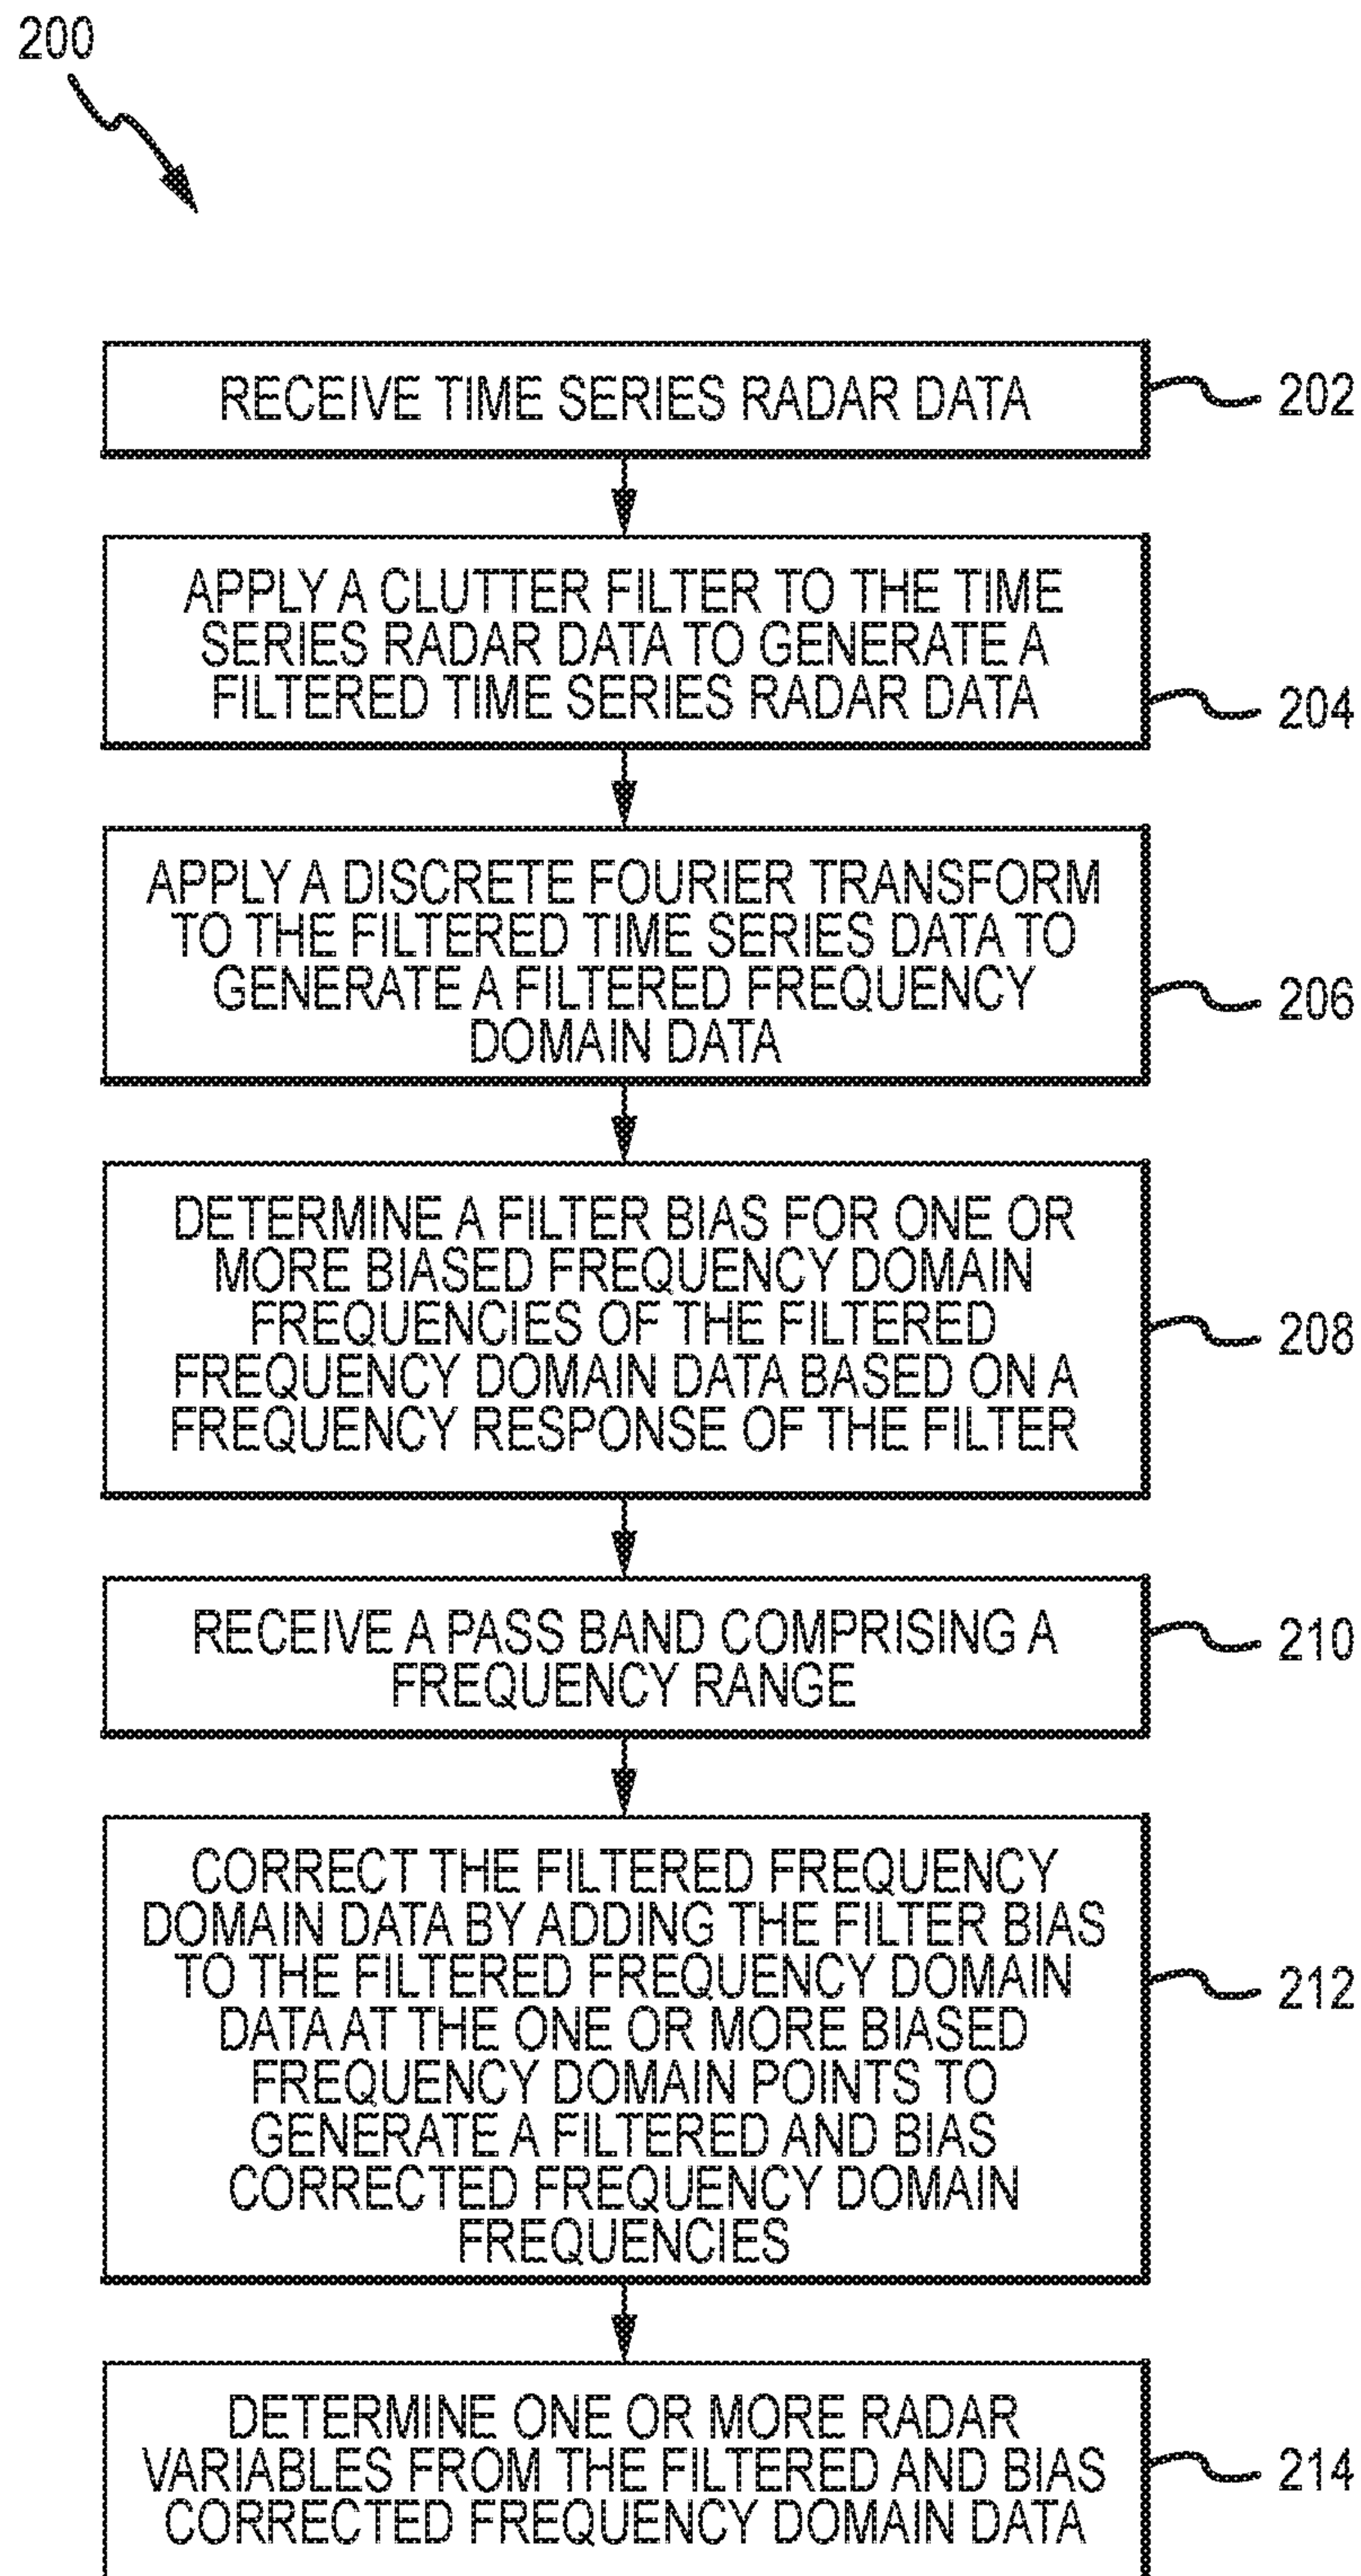 200
RECEIVE TIME SERIES RADAR DATA
202
APPLY A CLUTTER FILTER TO THE TIME
SERIES RADAR DATA TO GENERATE A
FILTERED TIME SERIES RADAR DATA
204
APPLY A DISCRETE FOURIER TRANSFORM
TO THE FILTERED TIME SERIES DATA TO
GENERATE A FILTERED FREQUENCY
DOMAIN DATA
206
DETERMINE A FILTER BIAS FOR ONE OR
MORE BIASED FREQUENCY DOMAIN
FREQUENCIES OF THE FILTERED
FREQUENCY DOMAIN DATA BASED ON A
FREQUENCY RESPONSE OF THE FILTER
208
RECEIVE A PASS BAND COMPRISING A
FREQUENCY RANGE
210
CORRECT THE FILTERED FREQUENCY
DOMAIN DATA BY ADDING THE FILTER BIAS
TO THE FILTERED FREQUENCY DOMAIN
DATA AT THE ONE OR MORE BIASED
FREQUENCY DOMAIN POINTS TO
GENERATE A FILTERED AND BIAS
CORRECTED FREQUENCY DOMAIN
FREQUENCIES
212
DETERMINE ONE OR MORE RADAR
VARIABLES FROM THE FILTERED AND BIAS
CORRECTED FREQUENCY DOMAIN DATA
214